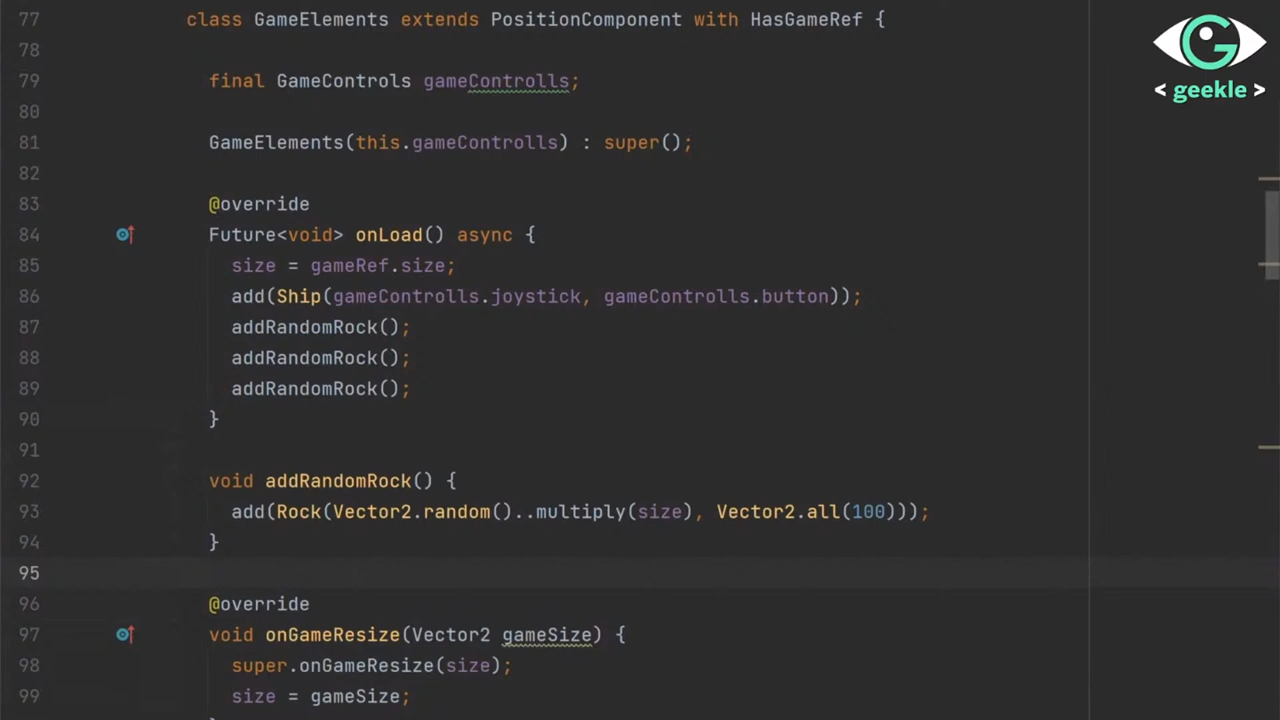 77 class GameElements extends PositionComponent with HasGameRef {
78
79 final GameControls gameControlls;
80
81 GameElements(this.gameControlls) : super();
82
83 @override
84 Future<void> onLoad() async {
85 size = gameRef.size;
86 add(Ship(gameControlls.joystick, gameControlls.button));
87 addRandomRock();
88 addRandomRock();
89 addRandomRock();
90 }
91
92 void addRandomRock() {
93 add(Rock(Vector2.random()..multiply(size), Vector2.all(100)));
94 }
95
96 @override
97 void onGameResize(Vector2 gameSize) {
98 super.onGameResize(size);
99 size = gameSize;
G
< geekle >